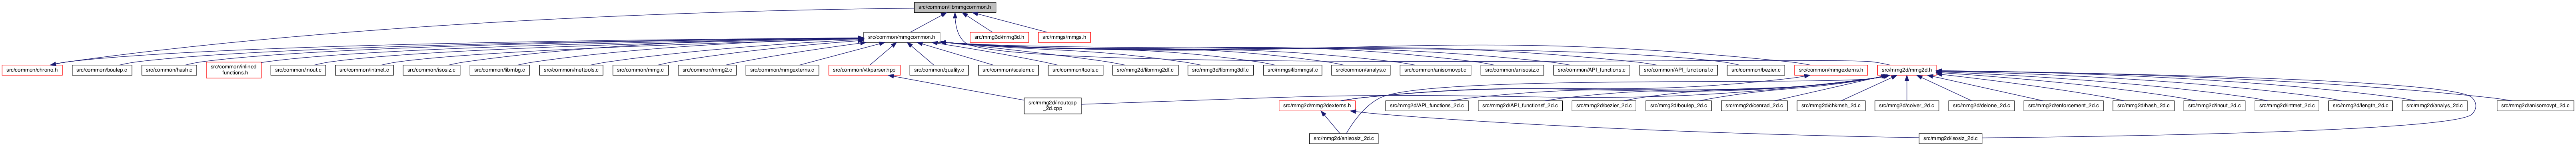 src/common/libmmgcommon.h
src/common/mmgcommon.h
src/mmg3d/mmg3d.h
src/mmgs/mmgs.h
src/common/chrono.h
src/common/boulep.c
src/common/hash.c
src/common/inlined
_functions.h
src/common/inout.c
src/common/intmet.c
src/common/isosiz.c
src/common/libmmg.c
src/common/mettools.c
src/common/mmg.c
src/common/mmg2.c
src/common/mmgexterns.c
src/common/vtkparser.hpp
src/common/quality.c
src/common/scalem.c
src/common/tools.c
src/mmg2d/libmmg2df.c
src/mmg3d/libmmg3df.c
src/mmgs/libmmgsf.c
src/common/analys.c
src/common/anisomovpt.c
src/common/anisosiz.c
src/common/API_functions.c
src/common/API_functionsf.c
src/common/bezier.c
src/common/mmgexterns.h
src/mmg2d/mmg2d.h
src/mmg2d/inoutcpp
_2d.cpp
src/mmg2d/mmg2dexterns.h
src/mmg2d/API_functions_2d.c
src/mmg2d/API_functionsf_2d.c
src/mmg2d/bezier_2d.c
src/mmg2d/boulep_2d.c
src/mmg2d/cenrad_2d.c
src/mmg2d/chkmsh_2d.c
src/mmg2d/colver_2d.c
src/mmg2d/delone_2d.c
src/mmg2d/enforcement_2d.c
src/mmg2d/hash_2d.c
src/mmg2d/inout_2d.c
src/mmg2d/intmet_2d.c
src/mmg2d/length_2d.c
src/mmg2d/analys_2d.c
src/mmg2d/anisomovpt_2d.c
src/mmg2d/anisosiz_2d.c
src/mmg2d/isosiz_2d.c